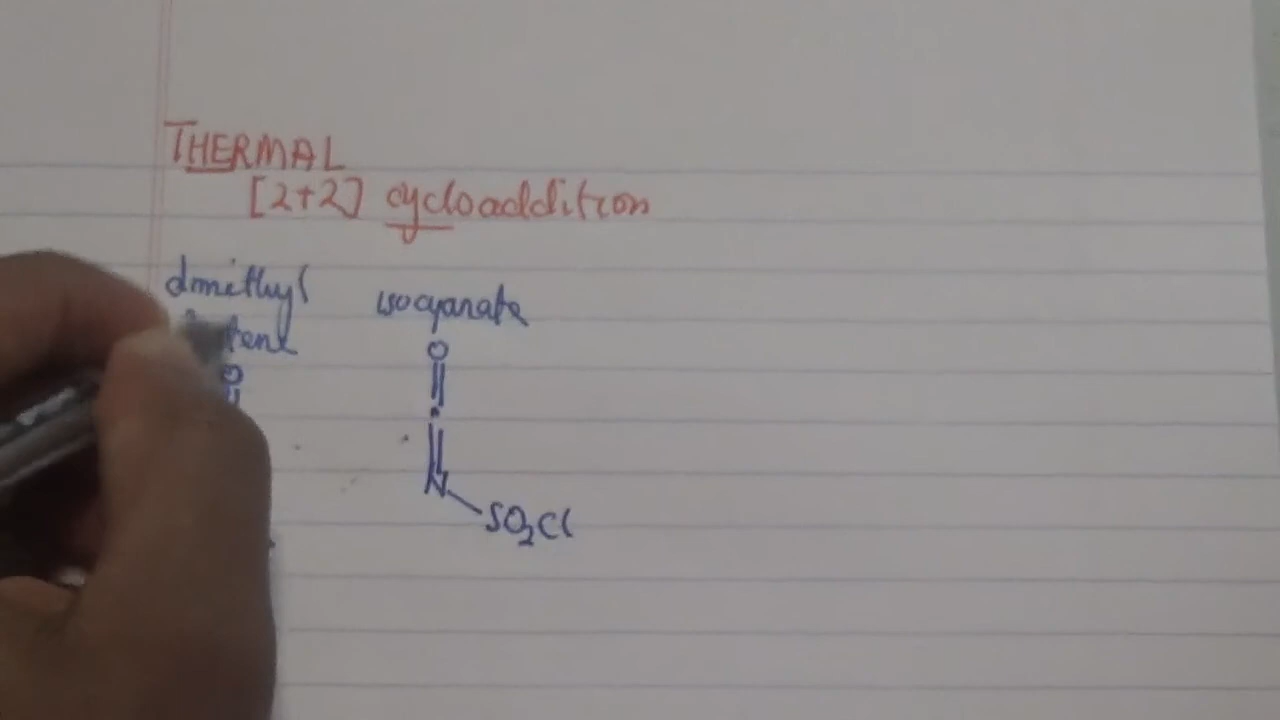 THERMAL
[2+2] cycloaddition
dimethyl isocyanate
O
O
N
SO₂Cl